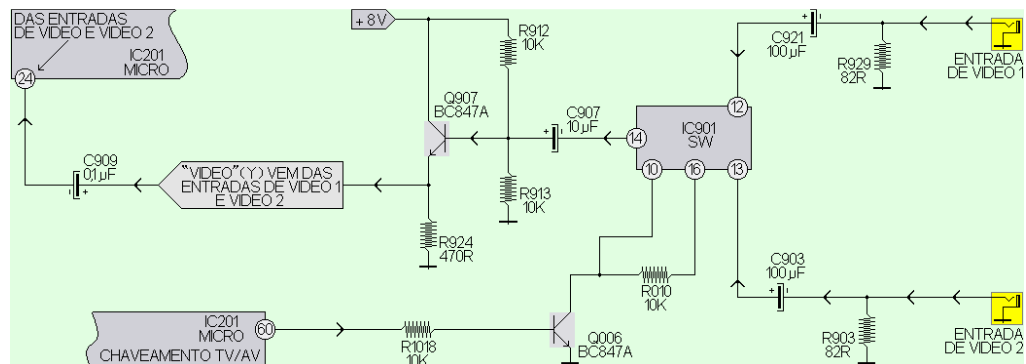 DAS ENTRADAS
DE VIDEO E VIDEO 2
IC201
MICRO
24
+8V
R912
10K
Q907
BC847A
C907
10µF
14
IC901
SW
12
10
16
13
C921
100µF
R929
82R
ENTRADA
DE VIDEO 1
C909
0,1µF
"VIDEO"(Y) VEM DAS
ENTRADAS DE VIDEO 1
E VIDEO 2
R913
10K
R924
470R
R010
10K
C903
100µF
R903
82R
ENTRADA
DE VIDEO 2
IC201
MICRO
60
CHAVEAMENTO TV/AV
R1018
10K
Q006
BC847A